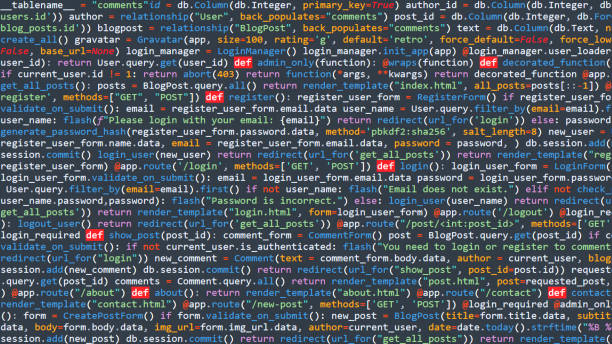 __tablename__ = "comments"id = db.Column(db.Integer, primary_key=True) author_id = db.Column(db.Integer, db
users.id')) author = relationship("User", back_populates="comments") post_id = db.Column(db.Integer, db.For
blog_posts.id')) blogpost = relationship("BlogPost", back_populates="comments") text = db.Column(db.Text, n
create_all() gravatar = Gravatar(app, size=100, rating='g', default='retro', force_default=False, force_low
False, base_url=None) login_manager = LoginManager() login_manager.init_app(app) @login_manager.user_loade
user_id): return User.query.get(user_id) def admin_only(function): @wraps(function) def decorated_function(
if current_user.id != 1: return abort(403) return function(*args, **kwargs) return decorated_function @app.
get_all_posts(): posts = BlogPost.query.all() return render_template("index.html", all_posts=posts[::-1]) @
register', methods=["GET", "POST"]) def register(): register_user_form = RegisterForm() if register_user_f
validate_on_submit(): email = register_user_form.email.data user_name = User.query.filter_by(email=email).f
user_name: flash(f"Please login with your email: {email}") return redirect(url_for('login')) else: password
generate_password_hash(register_user_form.password.data, method='pbkdf2:sha256', salt_length=8) new_user =
register_user_form.name.data, email = register_user_form.email.data, password = password, ) db.session.add(
session.commit() login_user(new_user) return redirect(url_for('get_all_posts')) return render_template("reg
register_user_form) @app.route('/login', methods=['GET', 'POST']) def login(): login_user_form = LoginForm(
login_user_form.validate_on_submit(): email = login_user_form.email.data password = login_user_form.passwor
User.query.filter_by(email=email).first() if not user_name: flash("Email does not exist.") elif not check_
user_name.password,password): flash("Password is incorrect.") else: login_user(user_name) return redirect(u
get_all_posts')) return render_template("login.html", form=login_user_form) @app.route('/logout') @login_re
): logout_user() return redirect(url_for('get_all_posts')) @app.route("/post/<int:post_id>", methods=['GET'
login_required def show_post(post_id): comment_form = CommentForm() post = BlogPost.query.get(post_id) if c
validate_on_submit(): if not current_user.is_authenticated: flash("You need to login or register to comment
redirect(url_for("login")) new_comment = Comment(text = comment_form.body.data, author = current_user, blog
session.add(new_comment) db.session.commit() return redirect(url_for("show_post", post_id=post_id)) request
.query.get(post_id) comments = Comment.query.all() return render_template("post.html", post=requested_post,
) @app.route("/about") def about(): return render_template("about.html") @app.route("/contact") def contact
render_template("contact.html") @app.route("/new-post", methods=['GET', 'POST']) @login_required @admin_onl
(): form = CreatePostForm() if form.validate_on_submit(): new_post = BlogPost(title=form.title.data, subtit
data, body=form.body.data, img_url=form.img_url.data, author=current_user, date=date.today().strftime("%B %
session.add(new_post) db.session.commit() return redirect(url_for("get_all_posts")) return render_template(